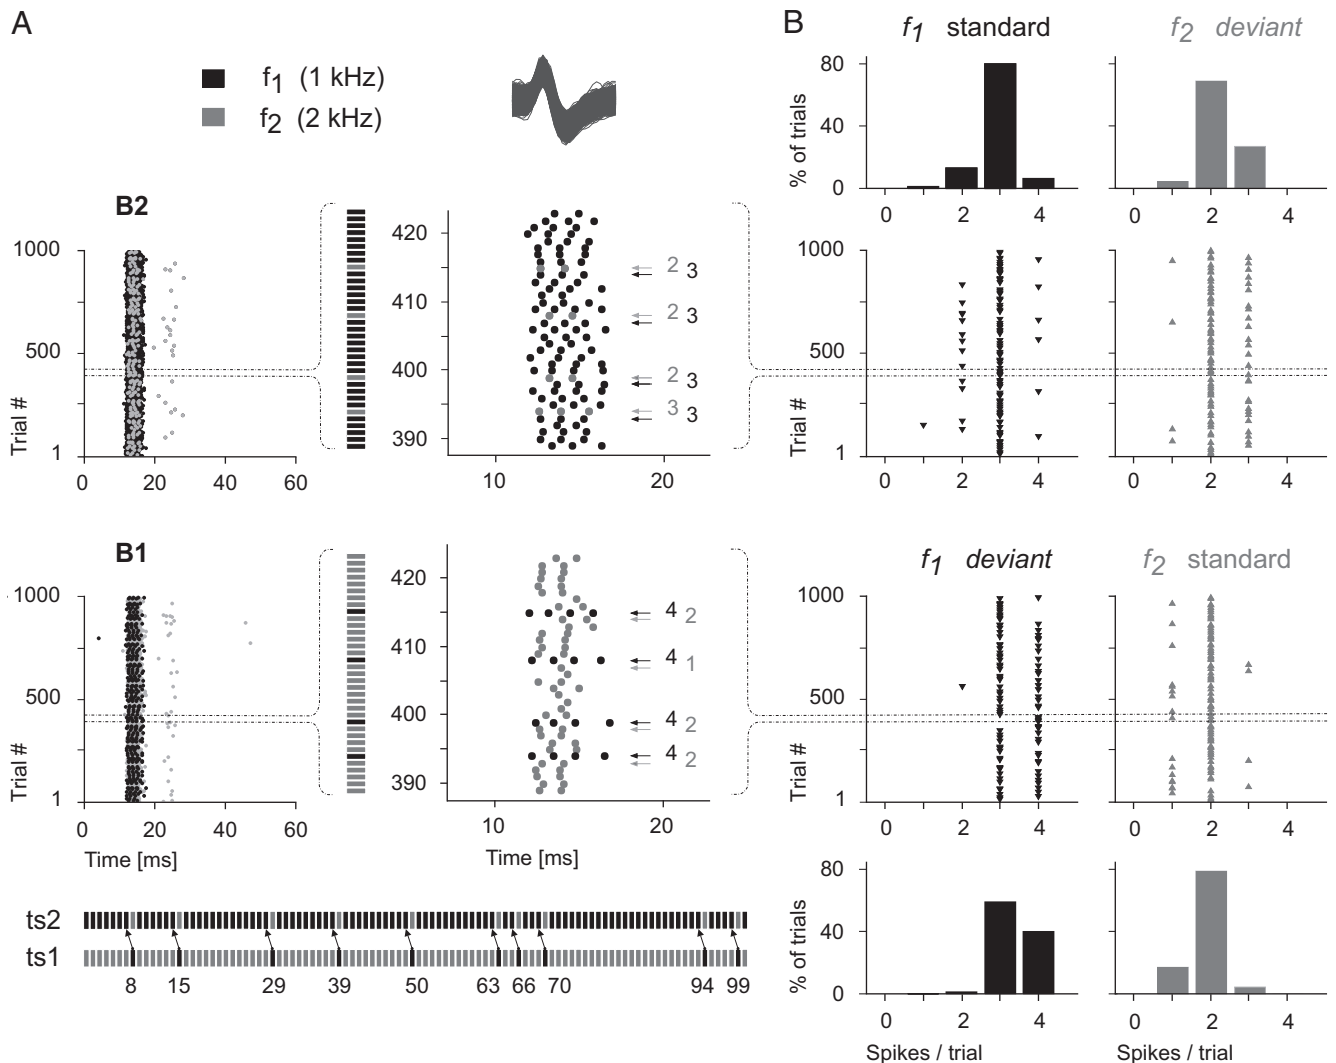 A
f1 (1 kHz)
f2 (2 kHz)
B2
Trial #
1000
500
1
0 20 40 60
420
410
400
390
10 20
2 3
2 3
2 3
3 3
B1
Trial #
1000
500
1
0 20 40 60
Time [ms]
420
410
400
390
10 20
Time [ms]
4 2
4 1
4 2
4 2
ts2
ts1
8 15 29 39 50 63 66 70 94 99
B
f1 standard
f2 deviant
% of trials
80
40
0
0 2 4
0 2 4
Trial #
1000
500
1
0 2 4
0 2 4
f1 deviant
f2 standard
Trial #
1000
500
1
0 2 4
0 2 4
% of trials
80
40
0
0 2 4
0 2 4
Spikes / trial
Spikes / trial